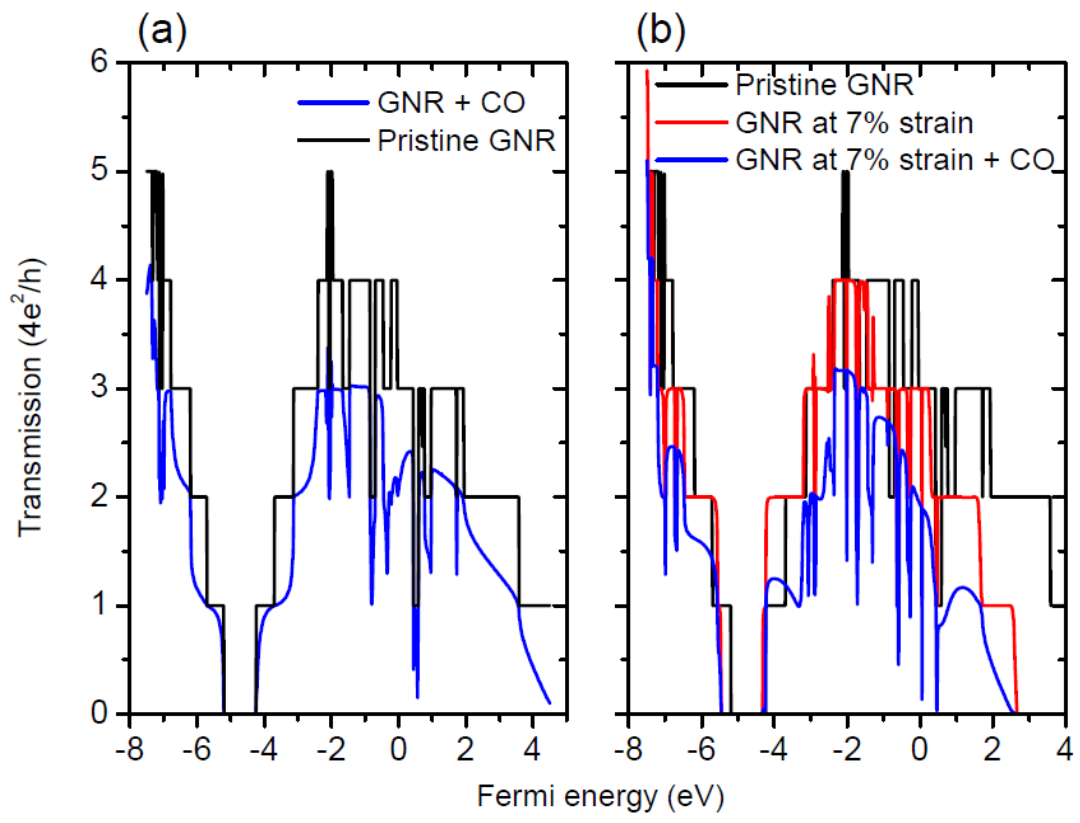 (a)
(b)
6
5
4
3
2
1
0
Transmission (4e²/h)
GNR + CO
Pristine GNR
Pristine GNR
GNR at 7% strain
GNR at 7% strain + CO
-8 -6 -4 -2 0 2 4
-8 -6 -4 -2 0 2 4
Fermi energy (eV)